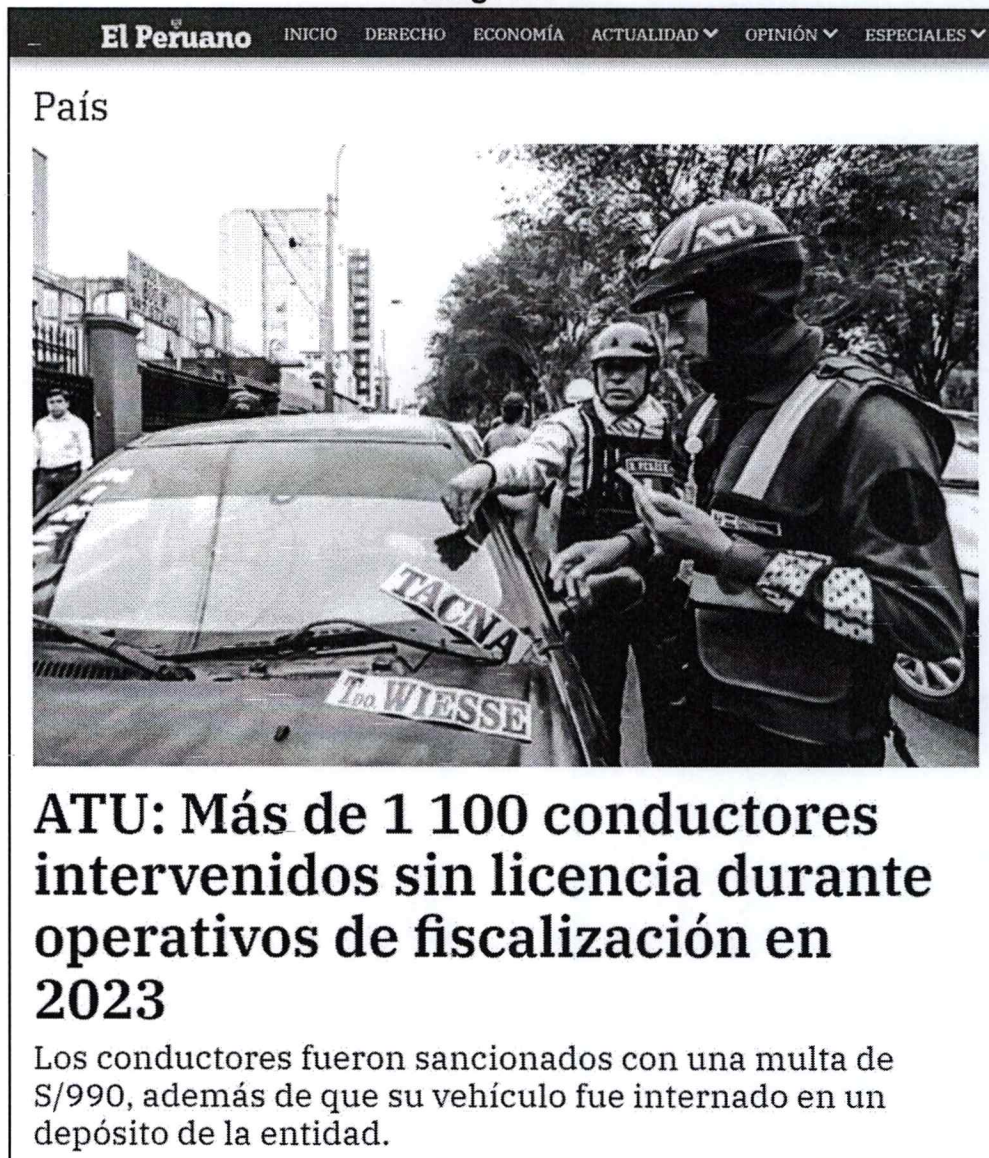 El Peruano INICIO DERECHO ECONOMÍA ACTUALIDAD OPINIÓN ESPECIALES
País
ATU
TACNA
TDO. WIESSE
ATU: Más de 1 100 conductores
intervenidos sin licencia durante
operativos de fiscalización en
2023
Los conductores fueron sancionados con una multa de
S/990, además de que su vehículo fue internado en un
depósito de la entidad.